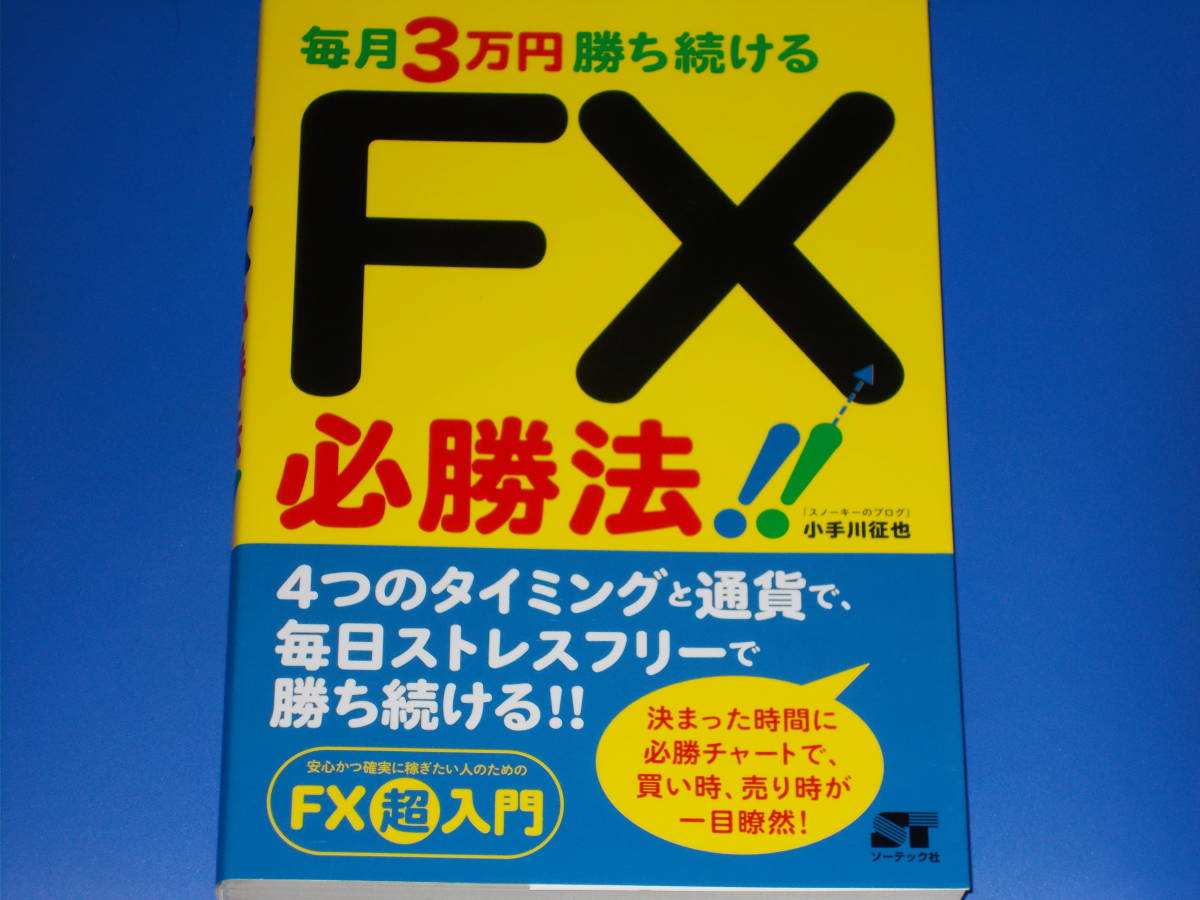 毎月3万円勝ち続ける
FX
必勝法!!
「スノーキーのブログ」
小手川征也
4つのタイミングと通貨で、
毎日ストレスフリーで
勝ち続ける!!
安心かつ確実に稼ぎたい人のための
FX超入門
決まった時間に
必勝チャートで、
買い時、売り時が
一目瞭然!
ST
ソーテック社